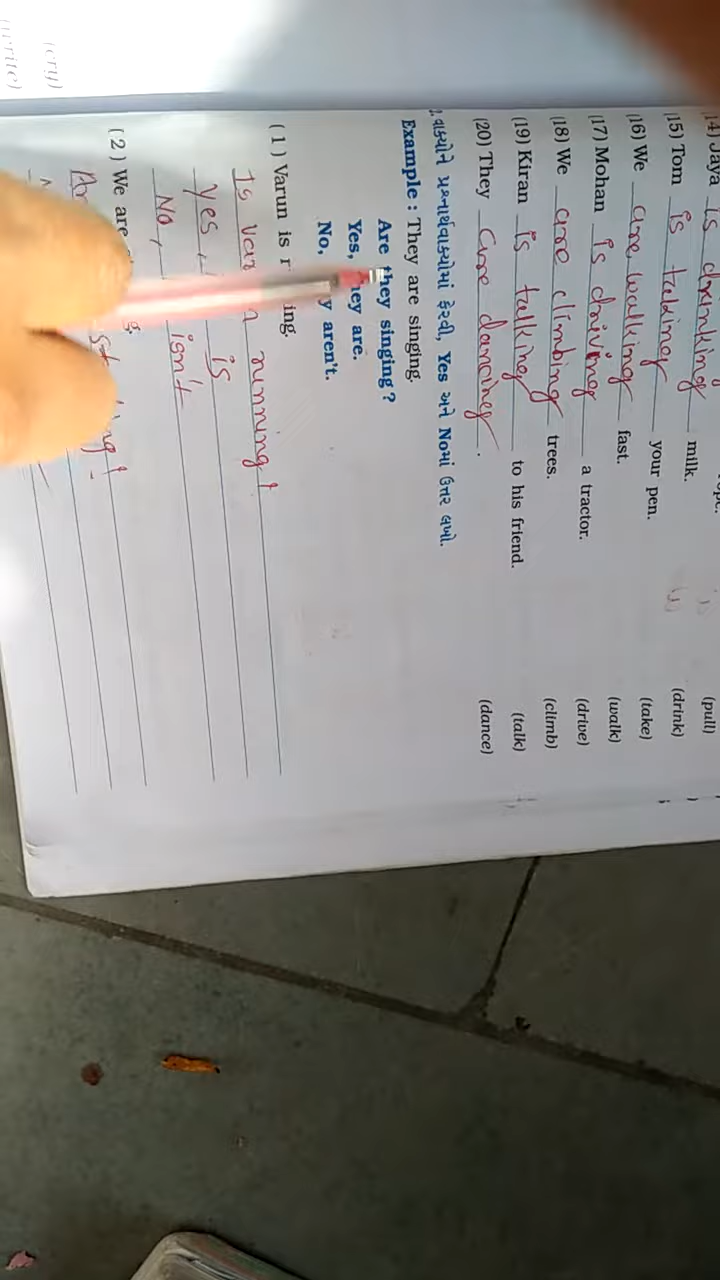 (14) Jaya is drinking milk. (pull)
(15) Tom is taking your pen. (drink)
(16) We are walking fast. (take)
(17) Mohan is driving a tractor. (walk)
(18) We are climbing trees. (drive)
(19) Kiran is talking to his friend. (climb)
(20) They are dancing. (talk)
(dance)
2. વાક્યોને પ્રશ્નાર્થવાક્યોમાં ફેરવી, Yes અને Noમાં ઉત્તર લખો.
Example : They are singing.
Are they singing?
Yes, they are.
No, they aren't.
(1) Varun is running.
Is Varun running?
Yes, is
No, isn't
(2) We are
(cry)
(write)